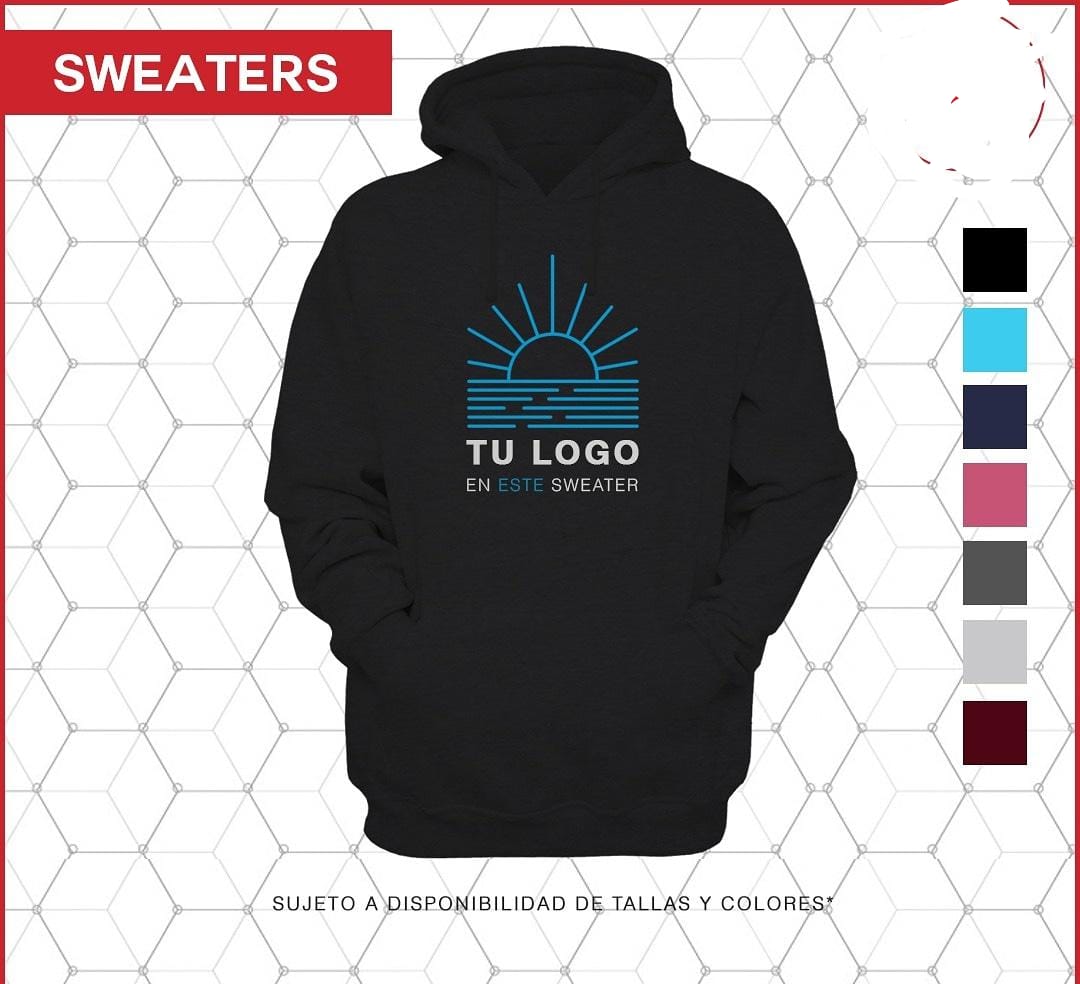 SWEATERS
TU LOGO
EN ESTE SWEATER
SUJETO A DISPONIBILIDAD DE TALLAS Y COLORES*